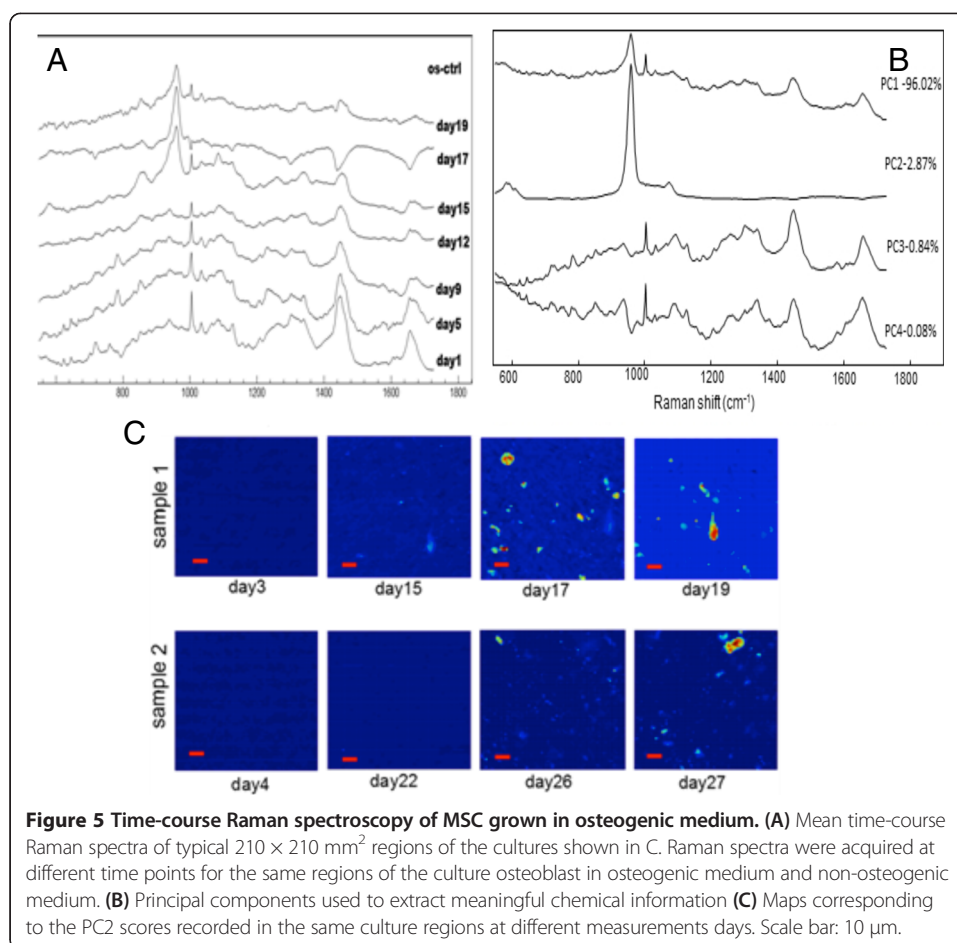 A
os-ctrl
day19
day17
day15
day12
day9
day5
day1
800 1000 1200 1400 1600 1800
B
PC1 -96.02%
PC2-2.87%
PC3-0.84%
PC4-0.08%
600 800 1000 1200 1400 1600 1800
Raman shift (cm-1)
C
sample 1
day3 day15 day17 day19
sample 2
day4 day22 day26 day27
Figure 5 Time-course Raman spectroscopy of MSC grown in osteogenic medium. (A) Mean time-course
Raman spectra of typical 210 × 210 mm² regions of the cultures shown in C. Raman spectra were acquired at
different time points for the same regions of the culture osteoblast in osteogenic medium and non-osteogenic
medium. (B) Principal components used to extract meaningful chemical information (C) Maps corresponding
to the PC2 scores recorded in the same culture regions at different measurements days. Scale bar: 10 μm.